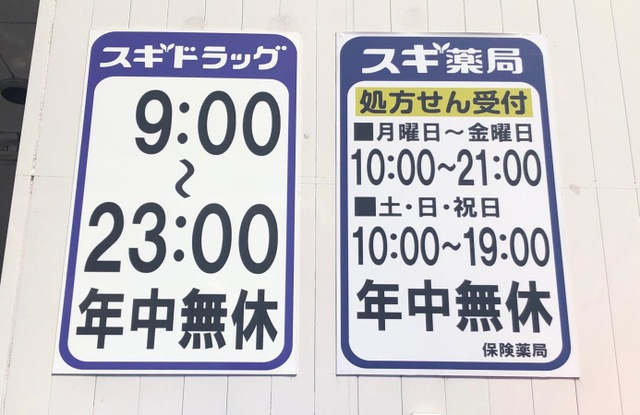 スギドラッグ
9:00
~
23:00
年中無休
スギ薬局
処方せん受付
■月曜日~金曜日
10:00~21:00
■土・日・祝日
10:00~19:00
年中無休
保険薬局